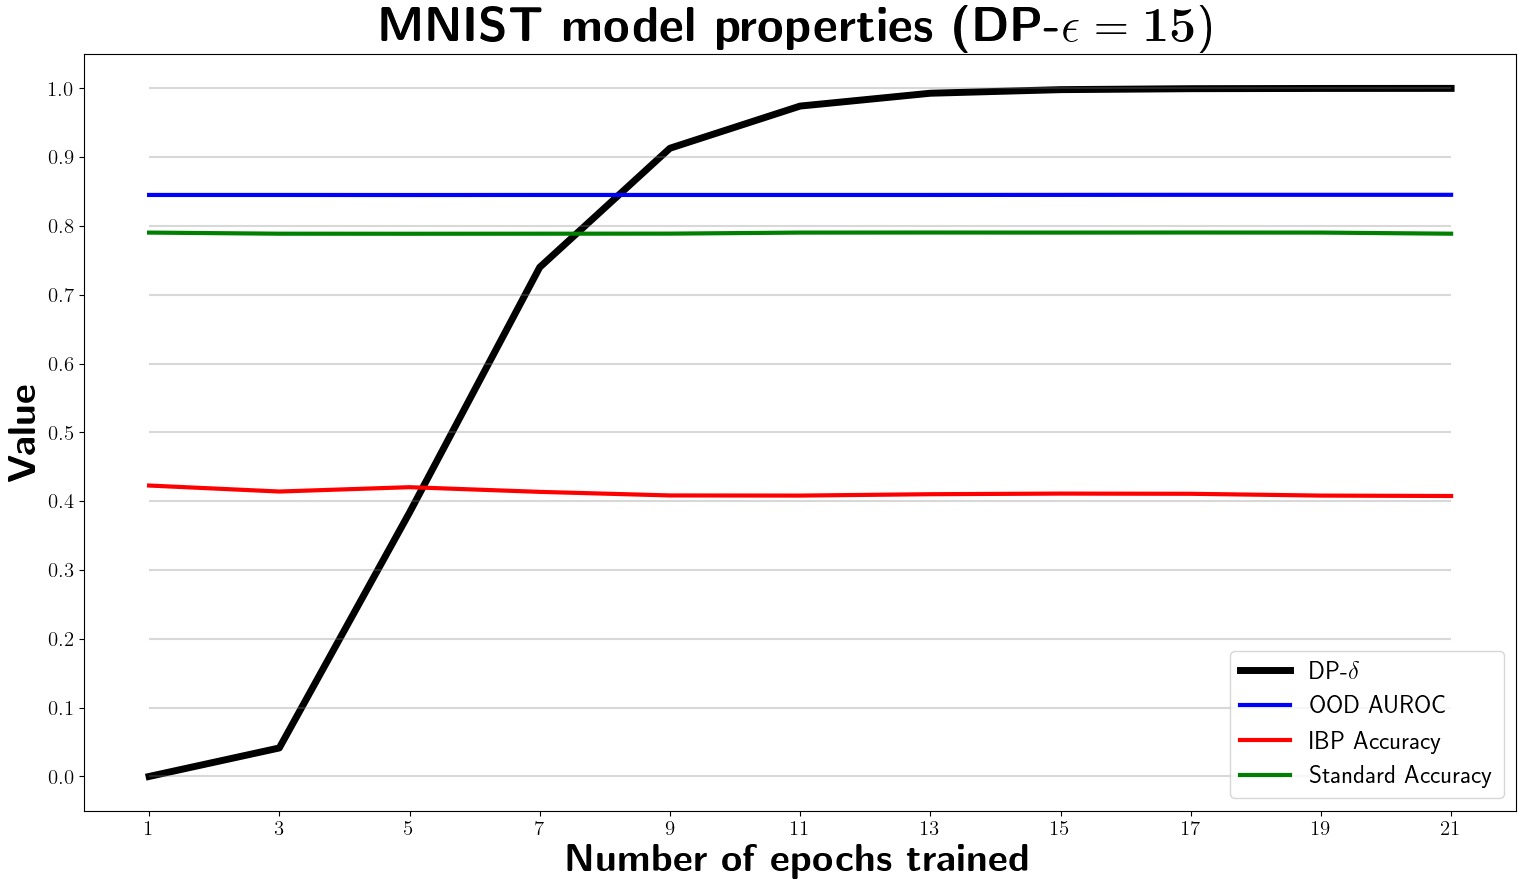 MNIST model properties (DP-ϵ = 15)
Value
1.0
0.9
0.8
0.7
0.6
0.5
0.4
0.3
0.2
0.1
0.0
DP-δ
OOD AUROC
IBP Accuracy
Standard Accuracy
1 3 5 7 9 11 13 15 17 19 21
Number of epochs trained